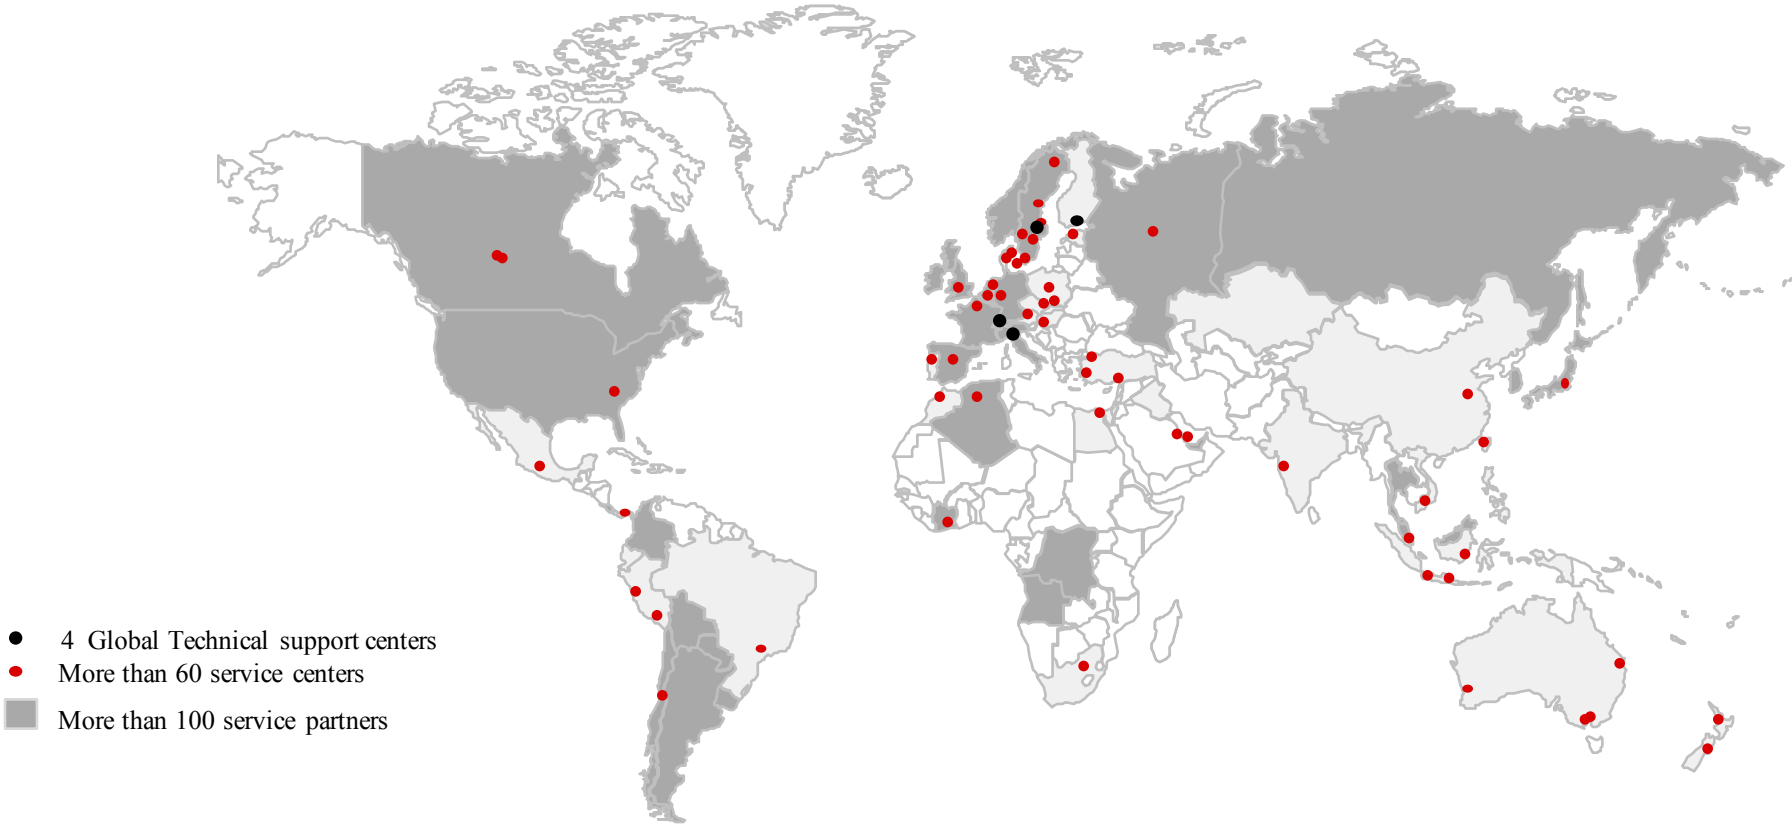 4 Global Technical support centers
More than 60 service centers
More than 100 service partners